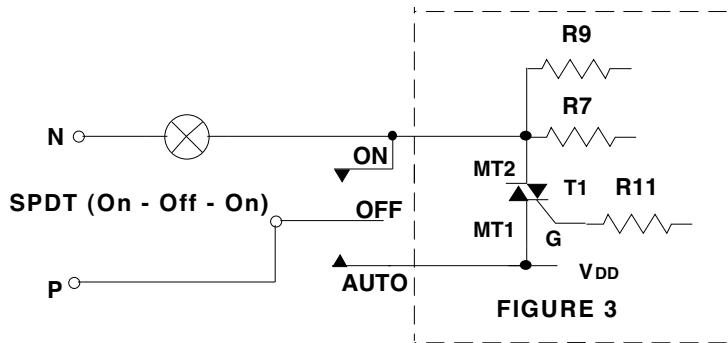 R9
R7
N
ON
MT2
T1
R11
SPDT (On - Off - On)
OFF
MT1
G
P
AUTO
VDD
FIGURE 3